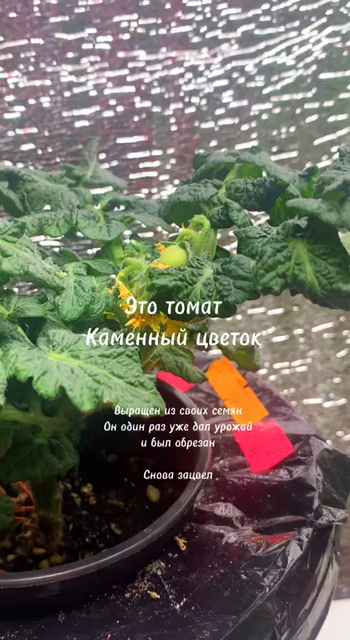 Это томат
Каменный цветок
Выращен из своих семян
Он один раз уже дал урожай
и был обрезан
Снова зацвел